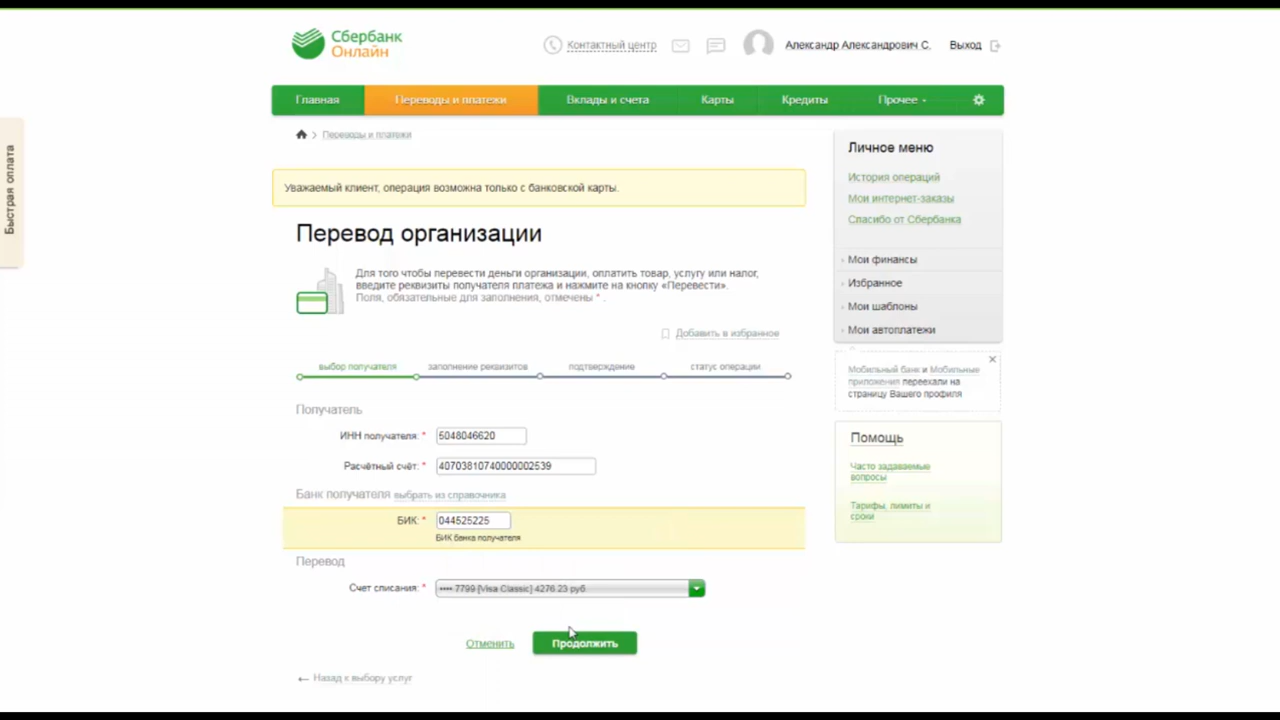 Сбербанк
Онлайн
Контактный центр
Александр Александрович С.
Выход
Главная
Переводы и платежи
Вклады и счета
Карты
Кредиты
Прочее
Переводы и платежи
Быстрая оплата
Уважаемый клиент, операция возможна только с банковской карты.
Перевод организации
Для того чтобы перевести деньги организации, оплатить товар, услугу или налог,
введите реквизиты получателя платежа и нажмите на кнопку «Перевести».
Поля, обязательные для заполнения, отмечены * .
Добавить в избранное
выбор получателя
заполнение реквизитов
подтверждение
статус операции
Получатель
ИНН получателя: * 5048046620
Расчётный счёт: * 40703810740000002539
Банк получателя выбрать из справочника
БИК: * 044525225
БИК банка получателя
Перевод
Счет списания: * •••• 7799 [Visa Classic] 4276.23 руб
Отменить
Продолжить
← Назад к выбору услуг
Личное меню
История операций
Мои интернет-заказы
Спасибо от Сбербанка
Мои финансы
Избранное
Мои шаблоны
Мои автоплатежи
Мобильный банк и Мобильные
приложения переехали на
страницу Вашего профиля
Помощь
Часто задаваемые
вопросы
Тарифы, лимиты и
сроки